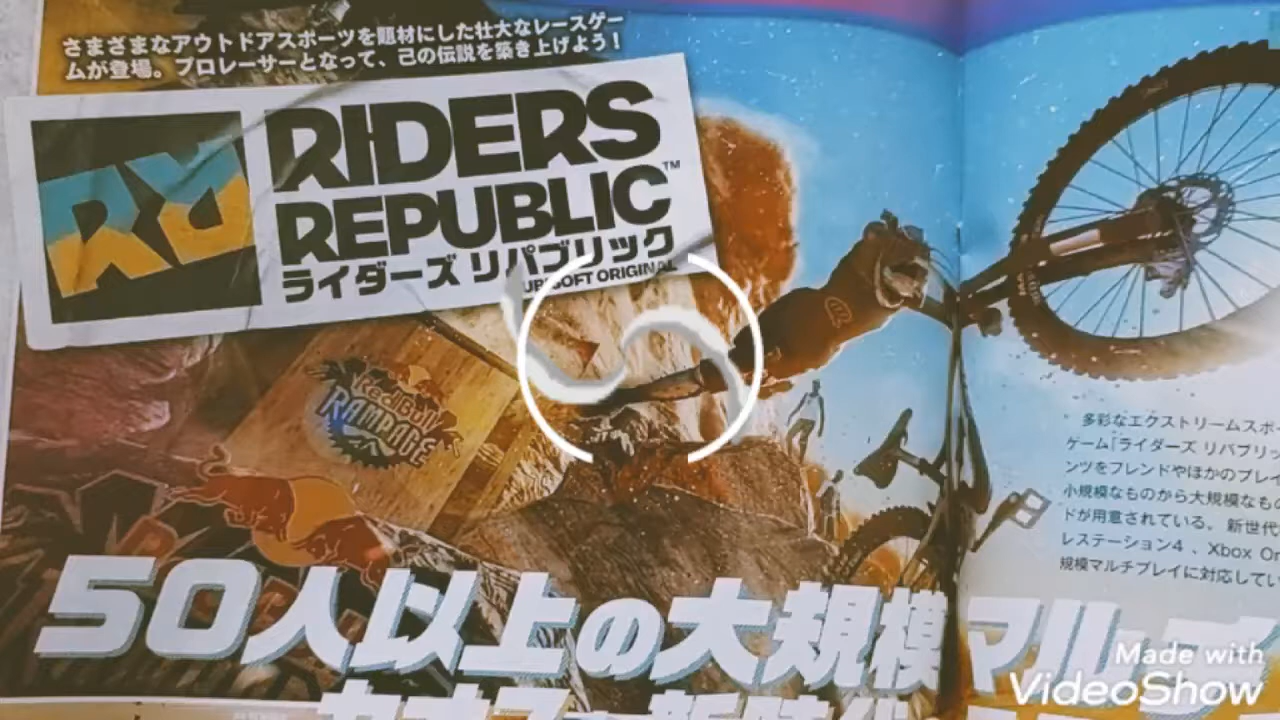 さまざまなアウトドアスポーツを題材にした壮大なレースゲー
ムが登場。プロレーサーとなって、己の伝説を築き上げよう！
RR
RIDERS
REPUBLIC™
ライダーズ リパブリック
UBISOFT ORIGINAL
Red Bull
RAMPAGE
多彩なエクストリームスポ
ゲーム「ライダーズ リパブリッ
ンツをフレンドやほかのプレイ
小規模なものから大規模なもの
ドが用意されている。新世代
レステーション4、Xbox On
規模マルチプレイに対応してい
50人以上の大規模マルチプ
Made with
VideoShow